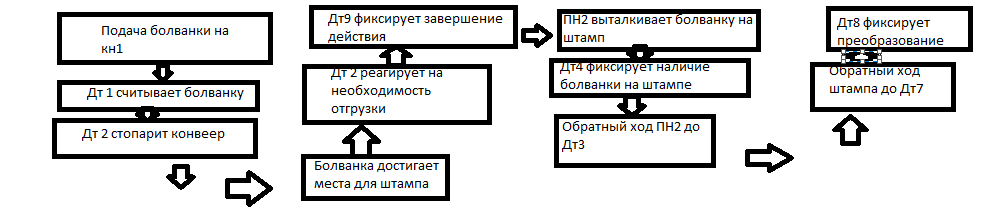 Подача болванки на
кн1
Дт 1 считывает болванку
Дт 2 стопарит конвеер
Дт9 фиксирует завершение
действия
Дт 2 реагирует на
необходимость
отгрузки
Болванка достигает
места для штампа
ПН2 выталкивает болванку на
штамп
Дт4 фиксирует наличие
болванки на штампе
Обратный ход ПН2 до
Дт3
Дт8 фиксирует
преобразование
Обратный ход
штампа до Дт7